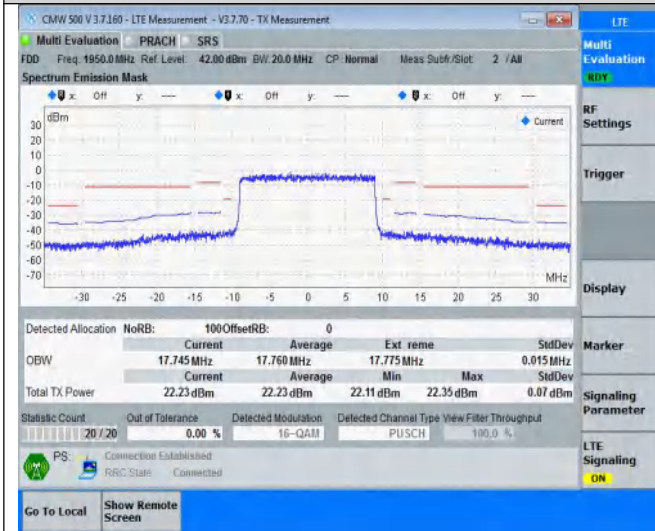 CMW 500 V 3.7.160 - LTE Measurement - V3.7.70 - TX Measurement
LTE
Multi Evaluation PRACH SRS
FDD Freq: 1950.0 MHz Ref. Level: 42.00 dBm BW: 20.0 MHz CP: Normal Meas Subfr./Slot: 2 /All
Spectrum Emission Mask
x: Off y: --- x: Off y: --- x: Off y: ---
dBm
Current
30
20
10
0
-10
-20
-30
-40
-50
-60
-70
MHz
-30 -25 -20 -15 -10 -5 0 5 10 15 20 25 30
Detected Allocation NoRB: 100 OffsetRB: 0
Current Average Ext reme StdDev
OBW 17.745 MHz 17.760 MHz 17.775 MHz 0.015 MHz
Current Average Min Max StdDev
Total TX Power 22.23 dBm 22.23 dBm 22.11 dBm 22.35 dBm 0.07 dBm
Statistic Count Out of Tolerance Detected Modulation Detected Channel Type View Filter Throughput
20 / 20 0.00 % 16-QAM PUSCH 100.0 %
PS: Connection Established
RRC State Connected
Multi
Evaluation
RDY
RF
Settings
Trigger
Display
Marker
Signaling
Parameter
LTE
Signaling
ON
Go To Local
Show Remote
Screen